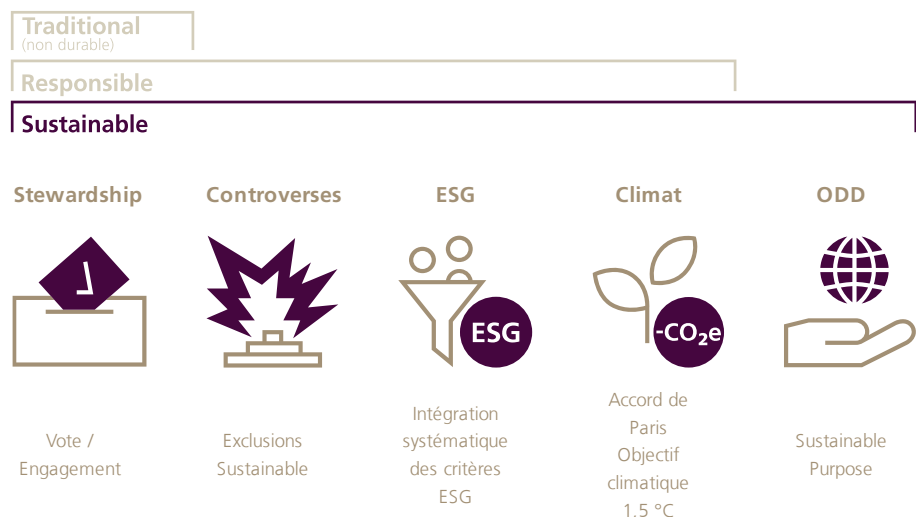 Traditional
(non durable)
Responsible
Sustainable
Stewardship
Controverses
ESG
Climat
ODD
ESG
-CO₂e
Vote /
Engagement
Exclusions
Sustainable
Intégration
systématique
des critères
ESG
Accord de
Paris
Objectif
climatique
1.5 °C
Sustainable
Purpose